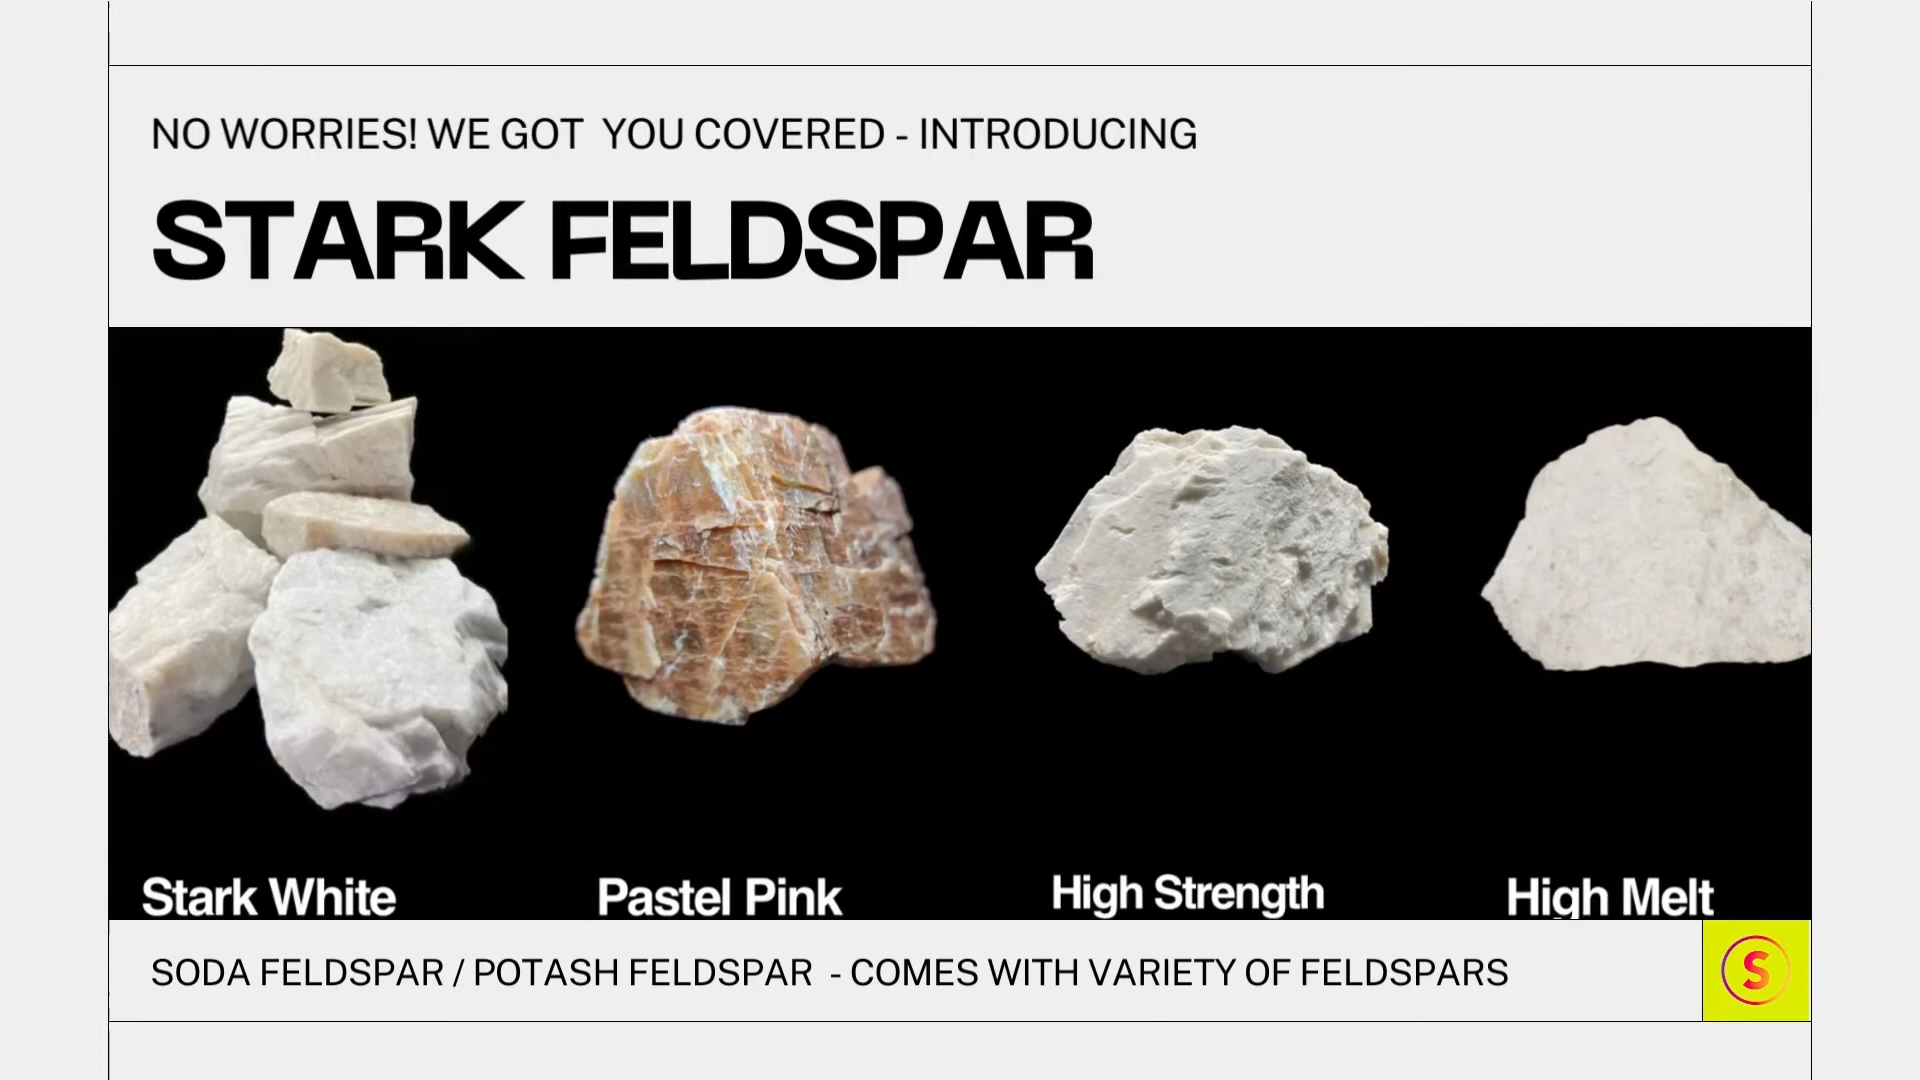 NO WORRIES! WE GOT  YOU COVERED - INTRODUCING
STARK FELDSPAR
Stark White
Pastel Pink
High Strength
High Melt
SODA FELDSPAR / POTASH FELDSPAR  - COMES WITH VARIETY OF FELDSPARS
S